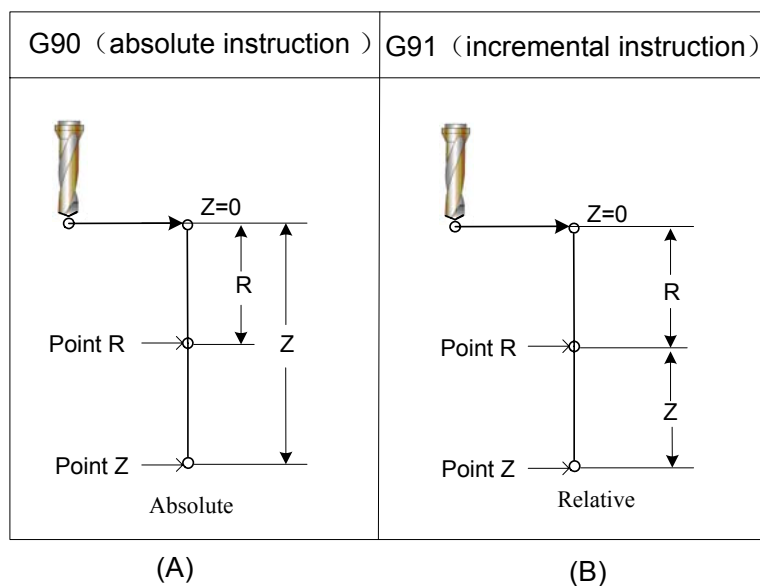 G90（absolute instruction ）
G91（incremental instruction）
Z=0
R
Point R
Z
Point Z
Absolute
Z=0
R
Point R
Z
Point Z
Relative
(A)
(B)